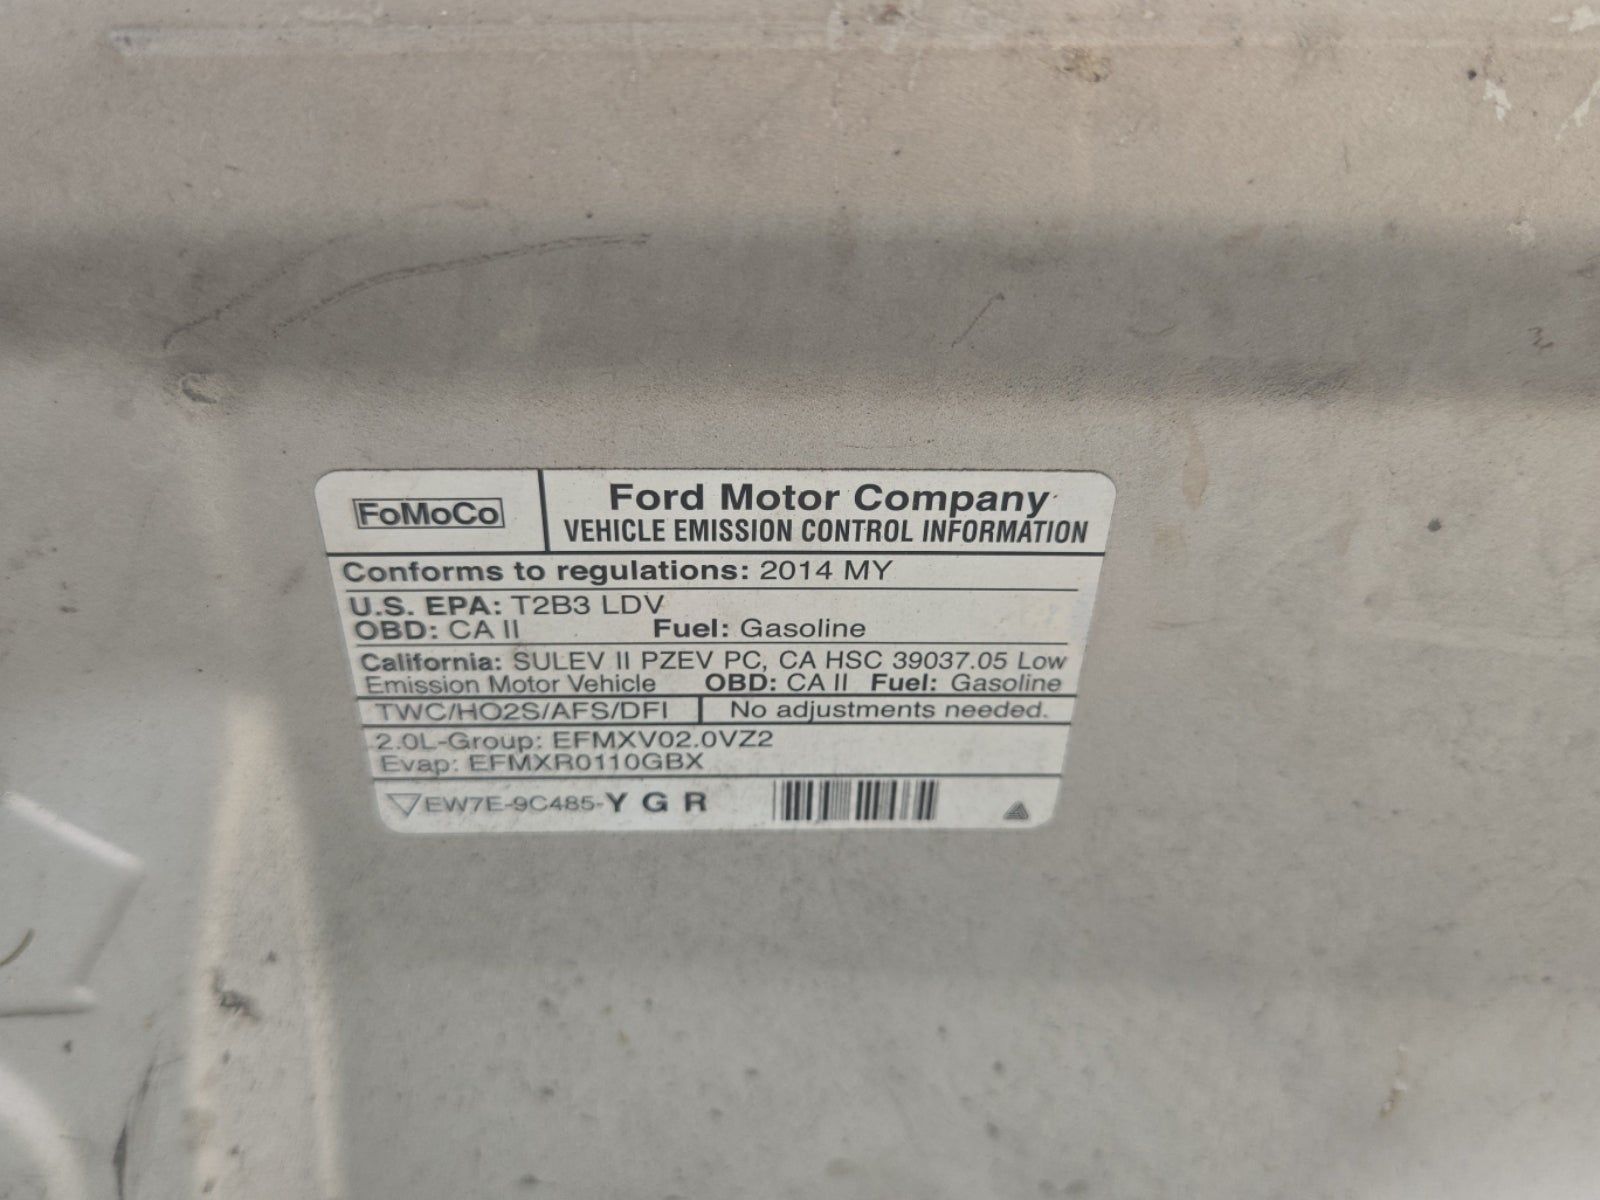 FoMoCo
Ford Motor Company
VEHICLE EMISSION CONTROL INFORMATION
Conforms to regulations: 2014 MY
U.S. EPA: T2B3 LDV
OBD: CA II Fuel: Gasoline
California: SULEV II PZEV PC, CA HSC 39037.05 Low
Emission Motor Vehicle OBD: CA II Fuel: Gasoline
TWC/HO2S/AFS/DFI No adjustments needed.
2.0L-Group: EFMXV02.0VZ2
Evap: EFMXR0110GBX
EW7E-9C485-Y G R